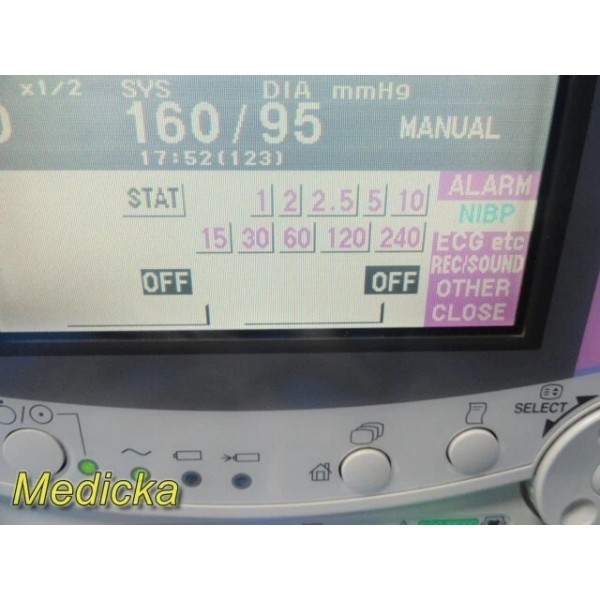 x1/2 SYS DIA mmHg
160/95 MANUAL
17:52(123)
STAT 1 2 2.5 5 10 ALARM
NIBP
15 30 60 120 240 ECG etc
REC/SOUND
OFF OFF OTHER
CLOSE
SELECT
Medicka